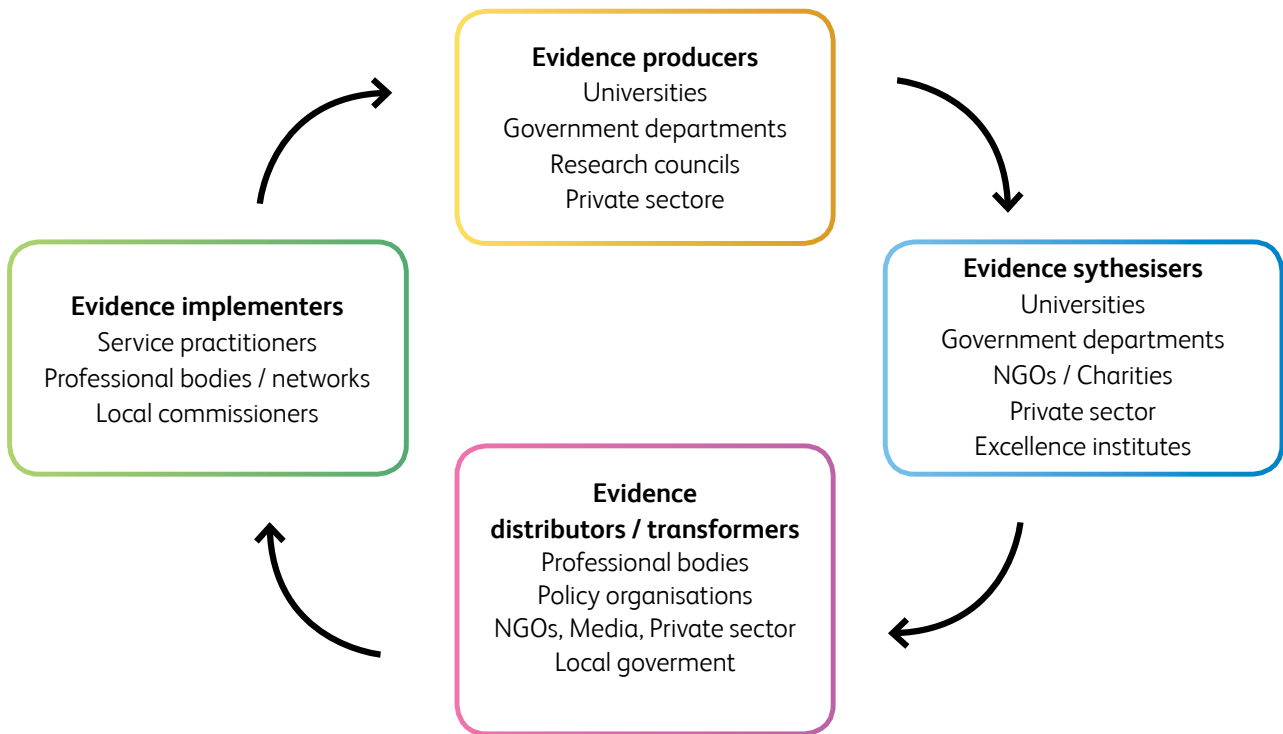 Evidence producers
Universities
Government departments
Research councils
Private sectore
Evidence sythesisers
Universities
Government departments
NGOs / Charities
Private sector
Excellence institutes
Evidence
distributors / transformers
Professional bodies
Policy organisations
NGOs, Media, Private sector
Local goverment
Evidence implementers
Service practitioners
Professional bodies / networks
Local commissioners